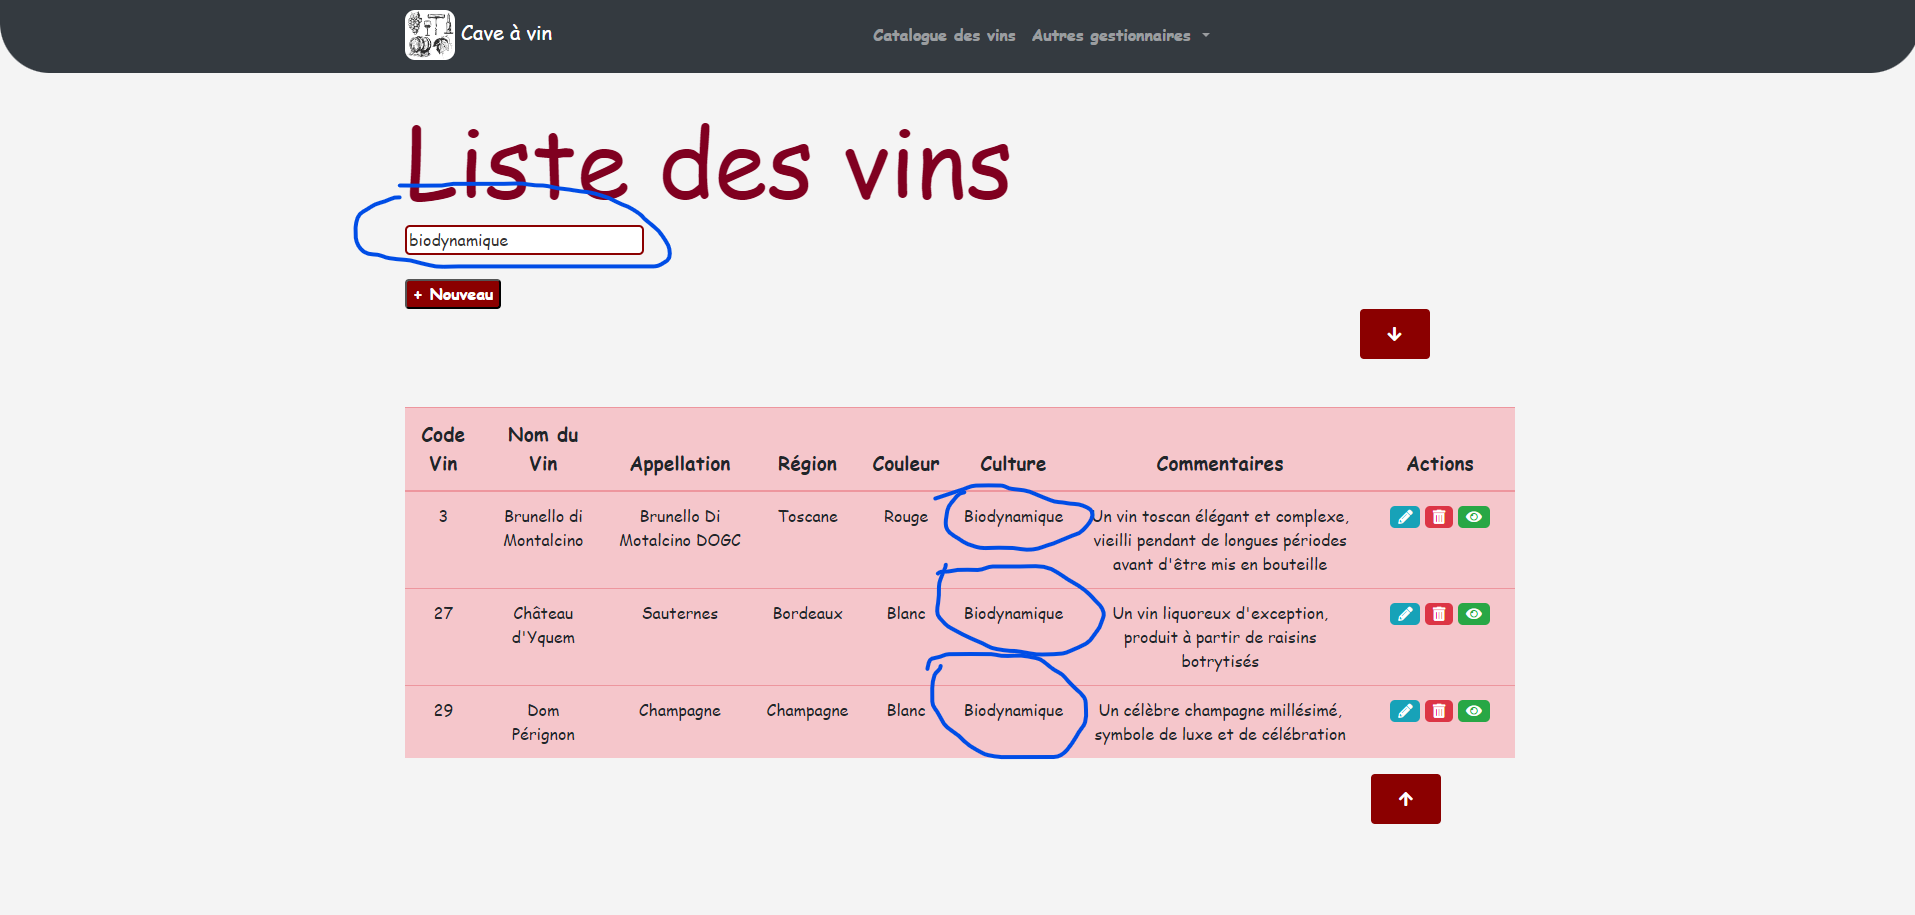 Cave à vin
Catalogue des vins Autres gestionnaires
Liste des vins
biodynamique
+ Nouveau
Code Vin Nom du Vin Appellation Région Couleur Culture Commentaires Actions
3 Brunello di Montalcino Brunello Di Motalcino DOGC Toscane Rouge Biodynamique Un vin toscan élégant et complexe, vieilli pendant de longues périodes avant d'être mis en bouteille
27 Château d'Yquem Sauternes Bordeaux Blanc Biodynamique Un vin liquoreux d'exception, produit à partir de raisins botrytisés
29 Dom Pérignon Champagne Champagne Blanc Biodynamique Un célèbre champagne millésimé, symbole de luxe et de célébration